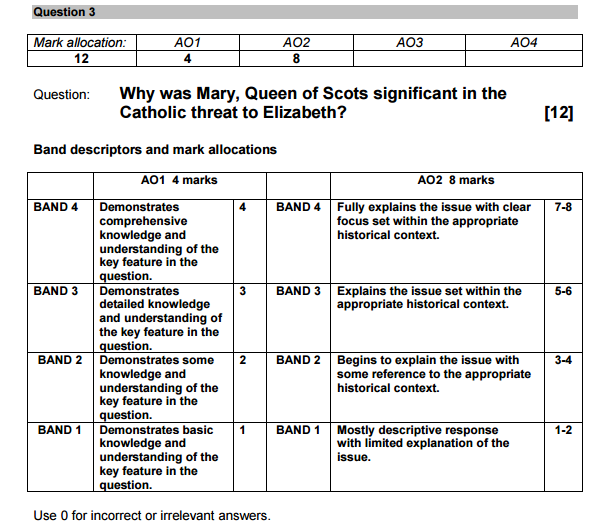 Question 3
Mark allocation: AO1 AO2 AO3 AO4
12 4 8
Question: Why was Mary, Queen of Scots significant in the
Catholic threat to Elizabeth? [12]
Band descriptors and mark allocations
AO1 4 marks AO2 8 marks
BAND 4 Demonstrates 4 BAND 4 Fully explains the issue with clear 7-8
comprehensive focus set within the appropriate
knowledge and historical context.
understanding of the
key feature in the
question.
BAND 3 Demonstrates 3 BAND 3 Explains the issue set within the 5-6
detailed knowledge appropriate historical context.
and understanding of
the key feature in the
question.
BAND 2 Demonstrates some 2 BAND 2 Begins to explain the issue with 3-4
knowledge and some reference to the appropriate
understanding of the historical context.
key feature in the
question.
BAND 1 Demonstrates basic 1 BAND 1 Mostly descriptive response 1-2
knowledge and with limited explanation of the
understanding of the issue.
key feature in the
question.
Use 0 for incorrect or irrelevant answers.